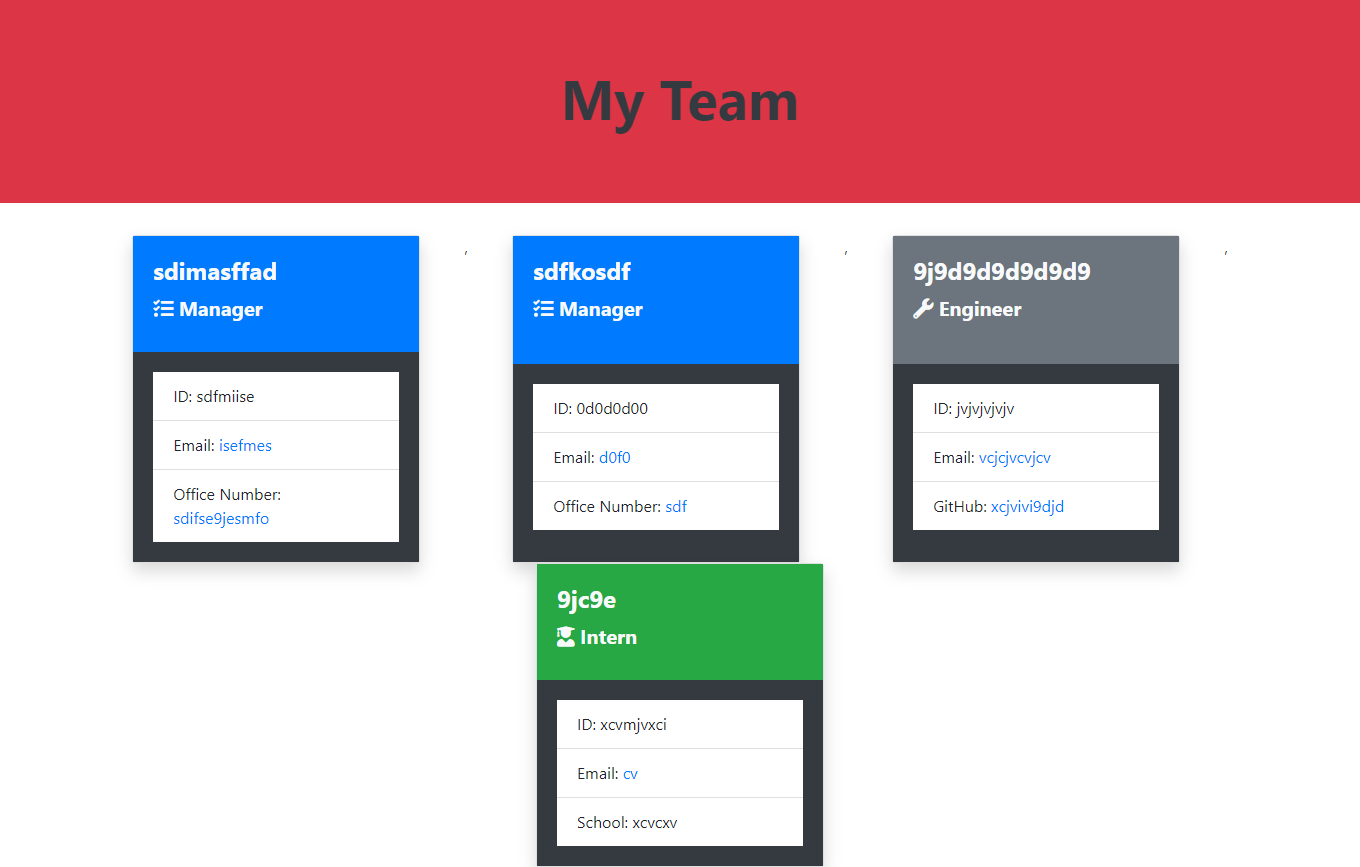 My Team
sdimasffad
Manager
ID: sdfmiise
Email: isefmes
Office Number:
sdifse9jesmfo
,
sdfkosdf
Manager
ID: 0d0d0d00
Email: d0f0
Office Number: sdf
,
9j9d9d9d9d9d9
Engineer
ID: jvjvjvjvjv
Email: vcjcjvcvjcv
GitHub: xcjvivi9djd
,
9jc9e
Intern
ID: xcvmjvxci
Email: cv
School: xcvcxv